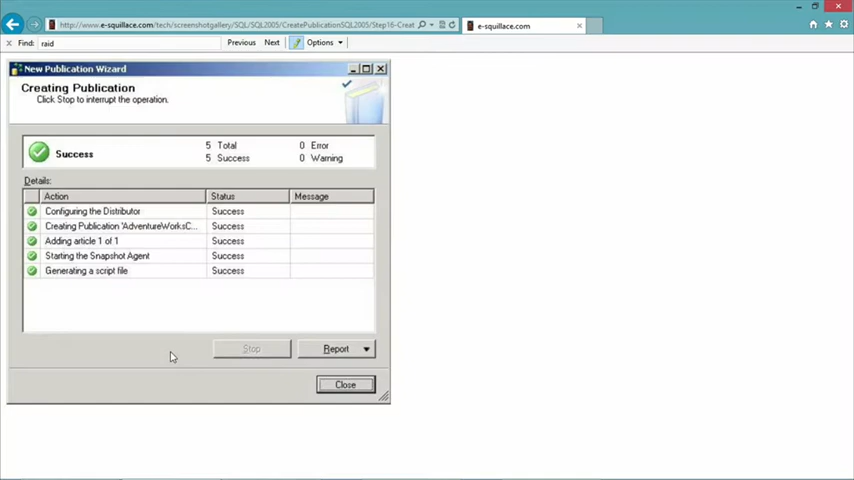 http://www.e-squillace.com/tech/screenshotgallery/SQL/SQL2005/CreatePublicationSQL2005/Step16-Creat
e-squillace.com
Find: raid Previous Next Options
New Publication Wizard
Creating Publication
Click Stop to interrupt the operation.
Success
5 Total 0 Error
5 Success 0 Warning
Details:
Action Status Message
Configuring the Distributor Success
Creating Publication 'AdventureWorksC... Success
Adding article 1 of 1 Success
Starting the Snapshot Agent Success
Generating a script file Success
Stop Report
Close